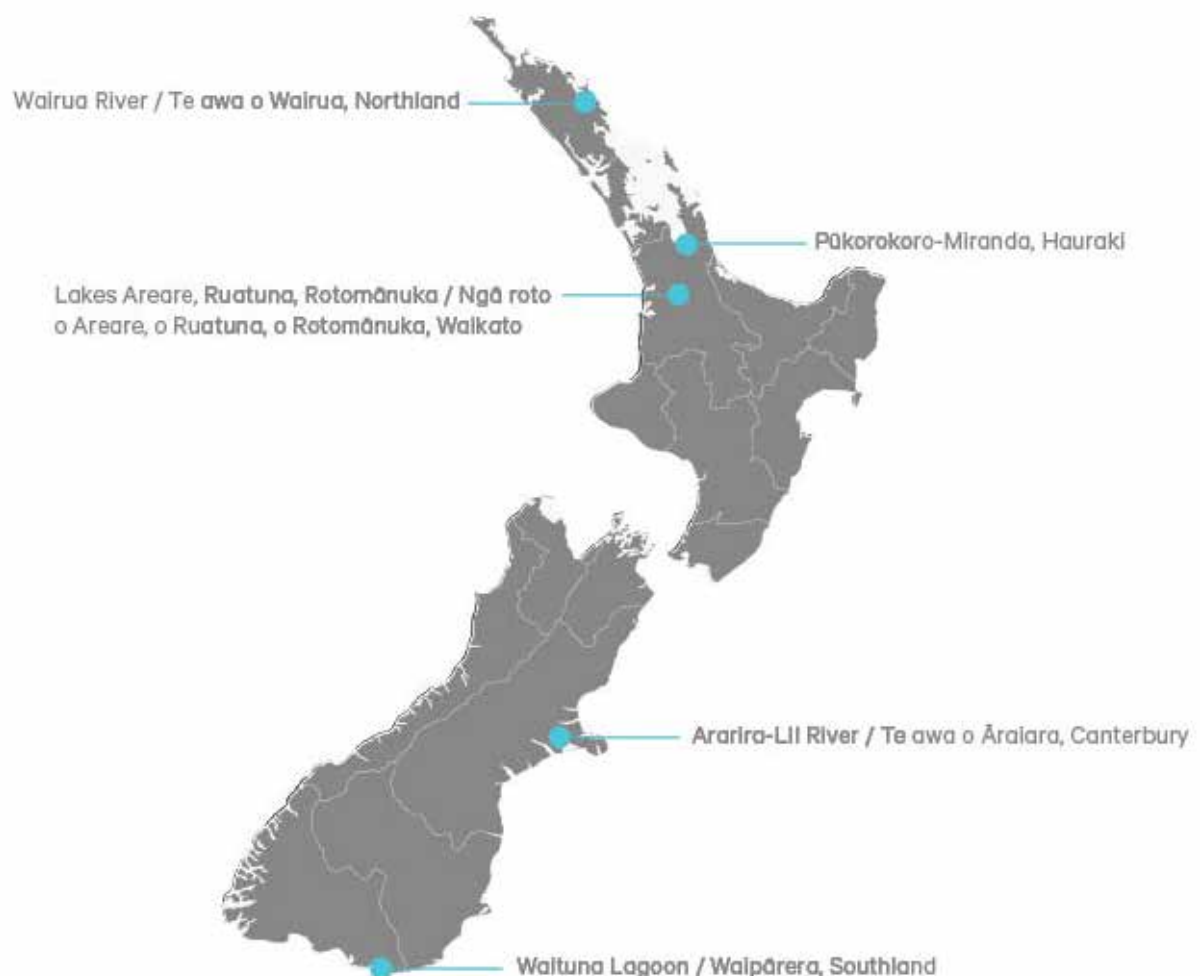 Wairua River / Te awa o Wairua, Northland
Pūkorokoro-Miranda, Hauraki
Lakes Areare, Ruatuna, Rotomānuka / Ngā roto
o Areare, o Ruatuna, o Rotomānuka, Waikato
Ararira-LII River / Te awa o Āraiara, Canterbury
Waituna Lagoon / Waipārera, Southland